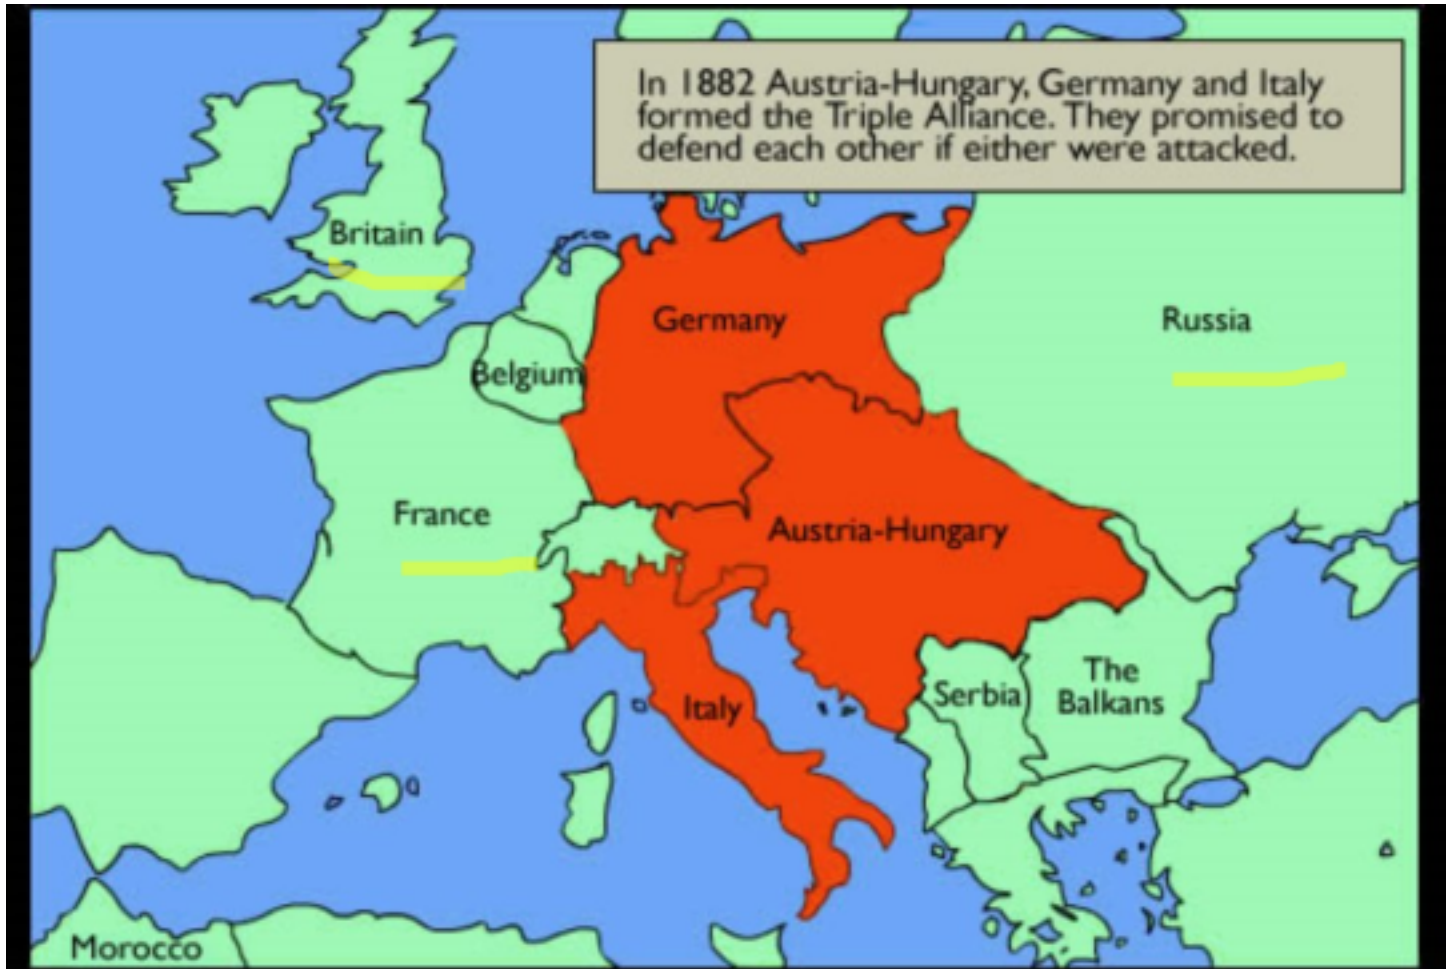 In 1882 Austria-Hungary, Germany and Italy
formed the Triple Alliance. They promised to
defend each other if either were attacked.
Britain
Germany
Russia
Belgium
France
Austria-Hungary
The
Balkans
Serbia
Italy
Morocco